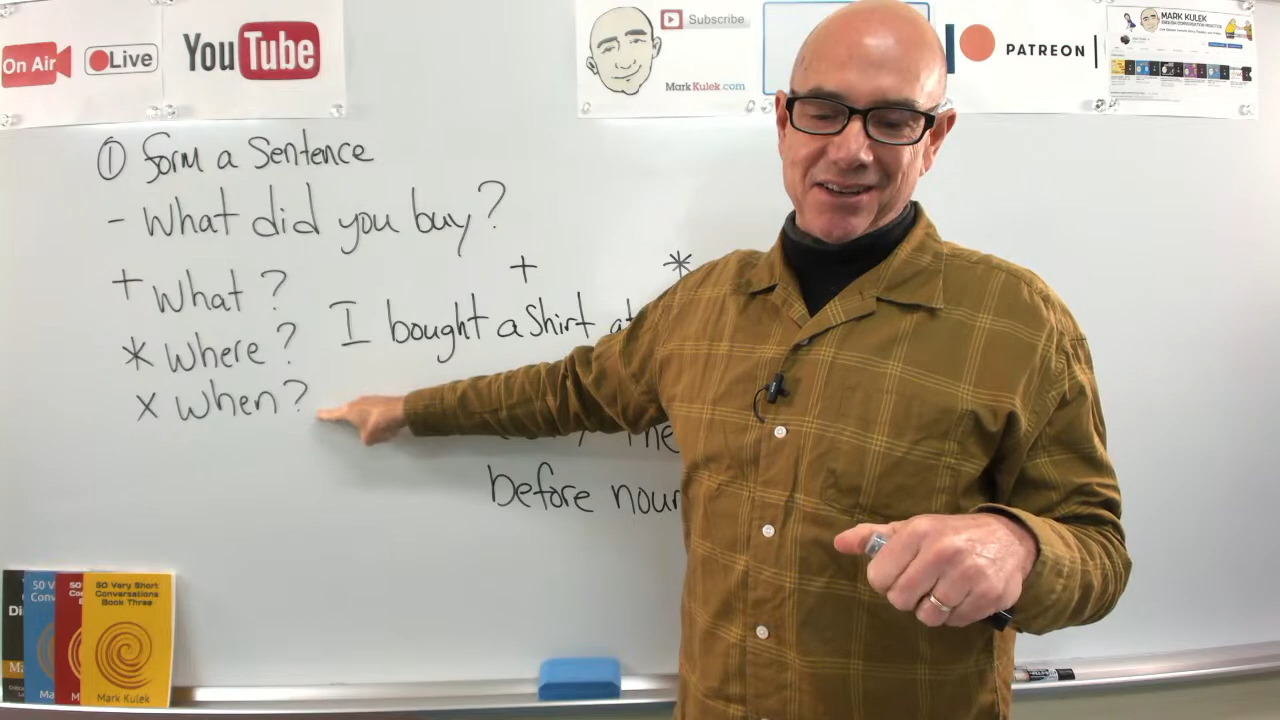 On Air
Live
YouTube
Subscribe
MarkKulek.com
PATREON
MARK KULEK
① form a Sentence
- What did you buy?
+ What?
* where?
x when?
+
*
I bought a shirt at
The
before noun
50 Very Short
Conversations
Book Three
Mark Kulek